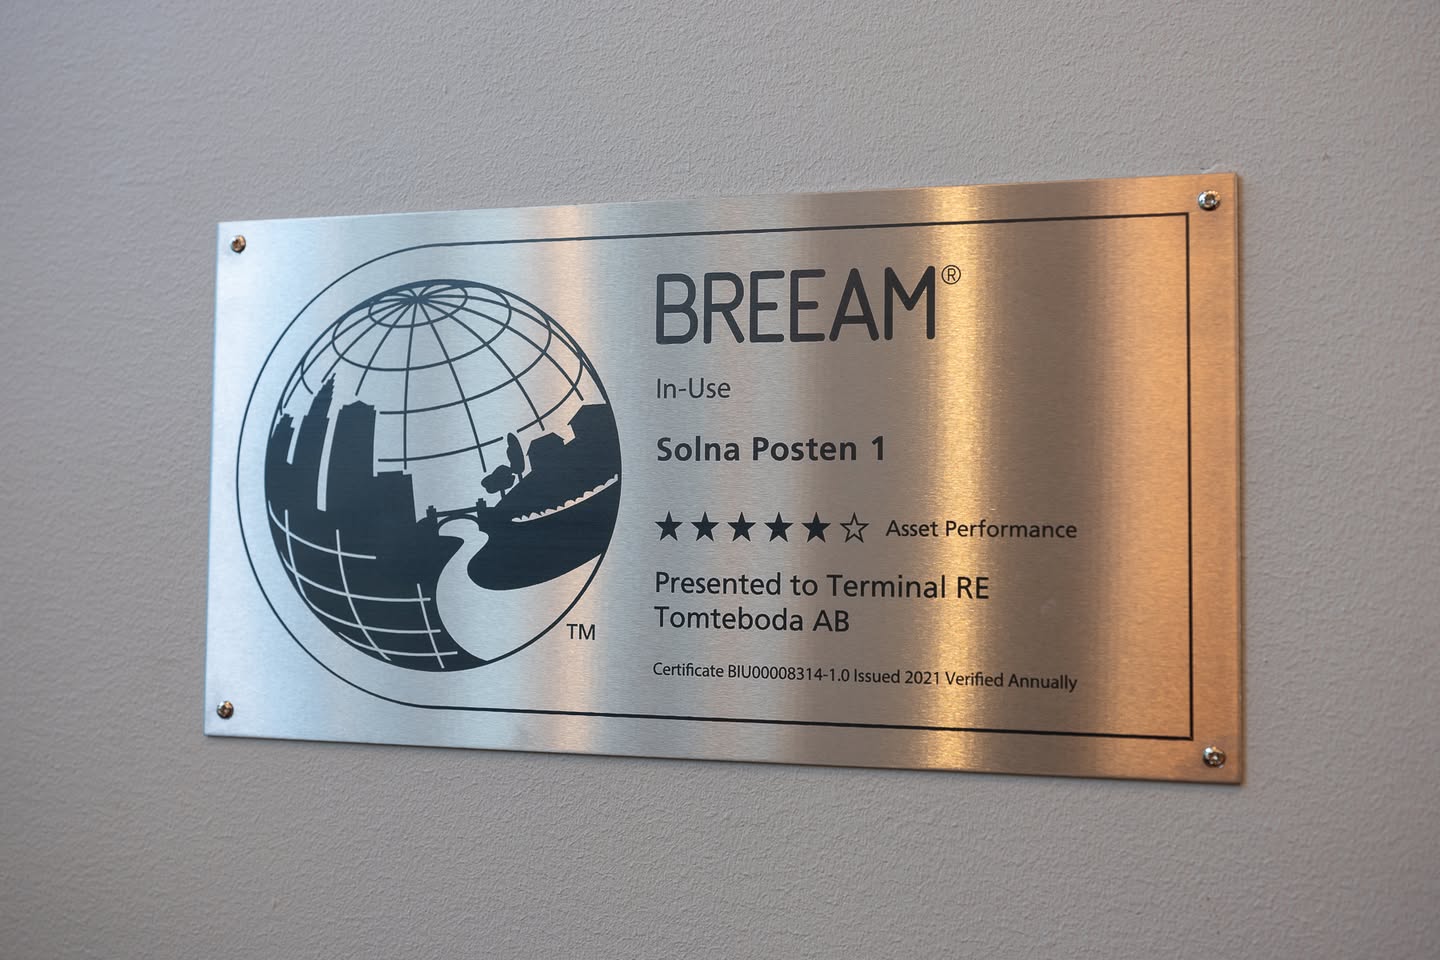 BREEAM®
In-Use
Solna Posten 1
★★★★★☆ Asset Performance
Presented to Terminal RE
Tomteboda AB
Certificate BIU00008314-1.0 Issued 2021 Verified Annually
TM